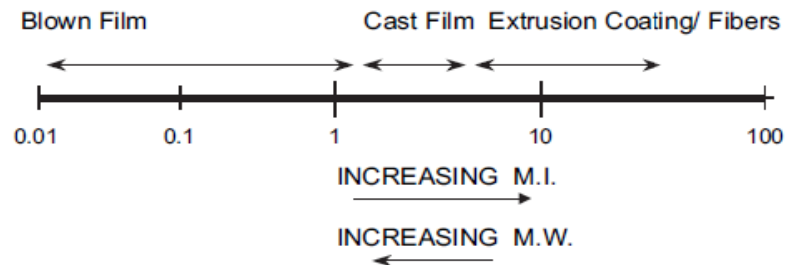 Blown Film Cast Film Extrusion Coating/ Fibers
0.01 0.1 1 10 100
INCREASING M.I.
INCREASING M.W.